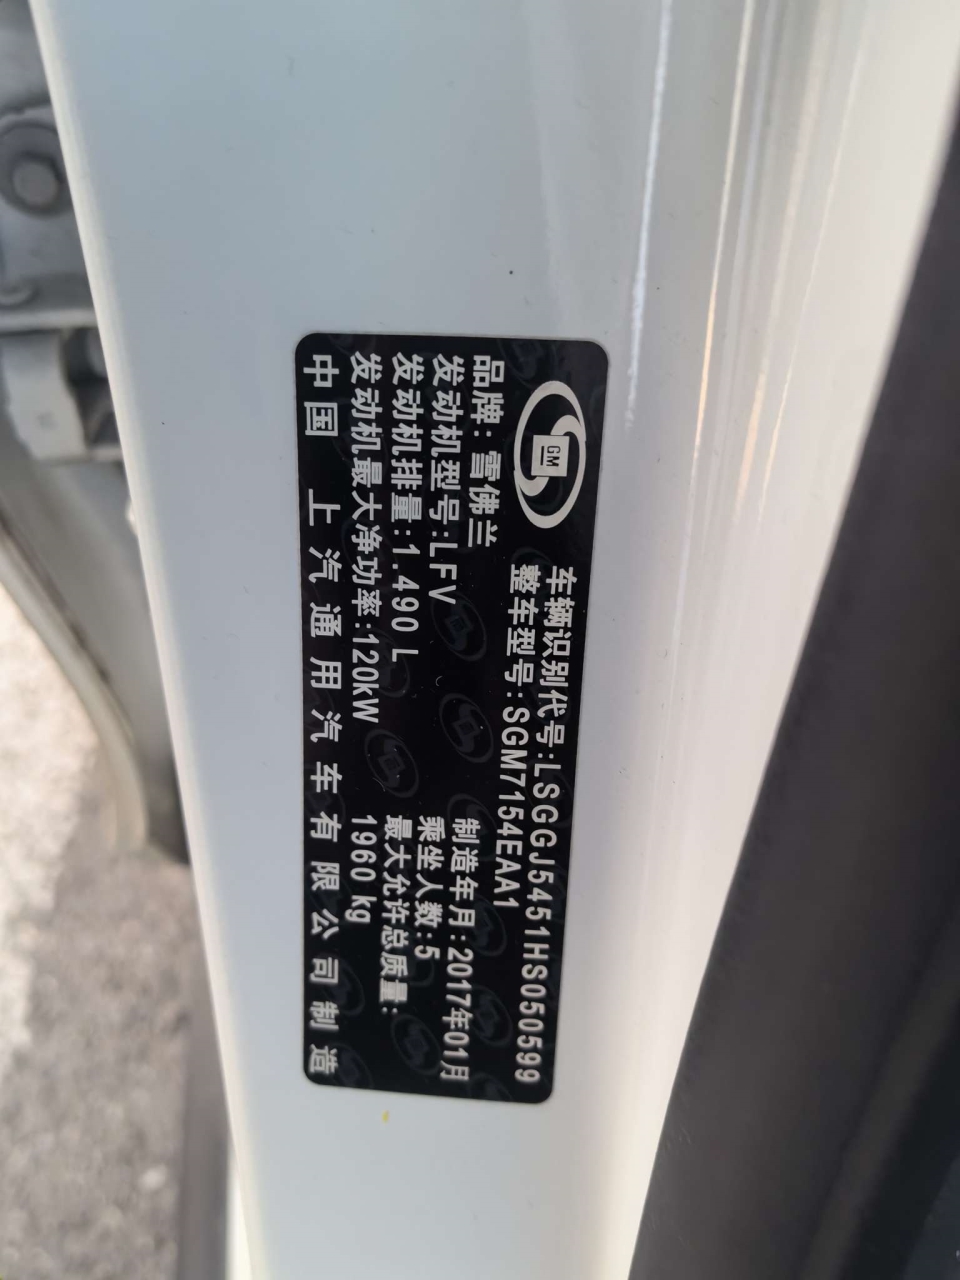 GM
车辆识别代号:LSGGJ5451HS050599
整车型号:SGM7154EAA1
品牌:雪佛兰
发动机型号:LFV
制造年月:2017年01月
发动机排量:1.490 L
乘坐人数:5
发动机最大净功率:120kW
最大允许总质量:
1960 kg
中国 上汽通用汽车有限公司制造